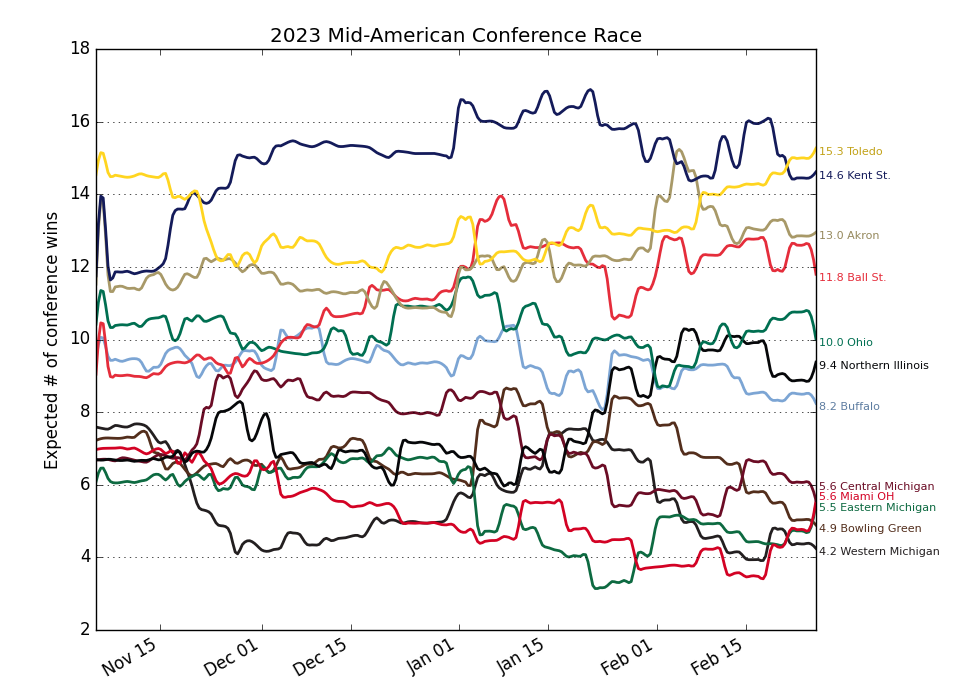 2023 Mid-American Conference Race
Expected # of conference wins
18
16
14
12
10
8
6
4
2
Nov 15
Dec 01
Dec 15
Jan 01
Jan 15
Feb 01
Feb 15
15.3 Toledo
14.6 Kent St.
13.0 Akron
11.8 Ball St.
10.0 Ohio
9.4 Northern Illinois
8.2 Buffalo
5.6 Central Michigan
5.6 Miami OH
5.5 Eastern Michigan
4.9 Bowling Green
4.2 Western Michigan